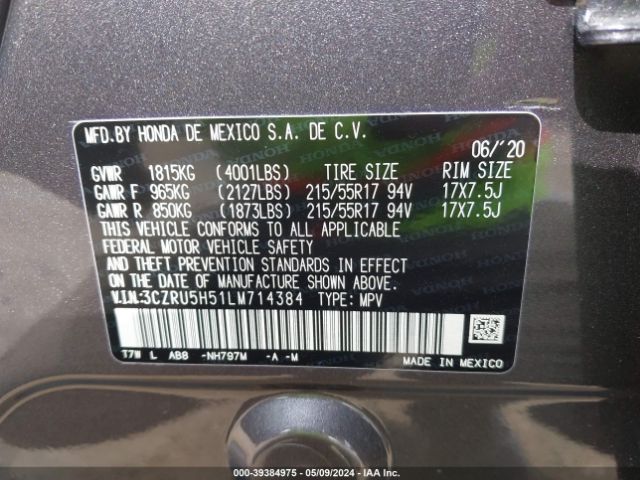 MFD.BY HONDA DE MEXICO S.A. DE C.V.
06/'20
GVWR 1815KG (4001LBS) TIRE SIZE RIM SIZE
GAWR F 965KG (2127LBS) 215/55R17 94V 17X7.5J
GAWR R 850KG (1873LBS) 215/55R17 94V 17X7.5J
THIS VEHICLE CONFORMS TO ALL APPLICABLE
FEDERAL MOTOR VEHICLE SAFETY
AND THEFT PREVENTION STANDARDS IN EFFECT
ON THE DATE OF MANUFACTURE SHOWN ABOVE.
V.I.N:3CZRU5H51LM714384 TYPE: MPV
T7W L AB8 -NH797M -A -M
MADE IN MEXICO
000-39384975 - 05/09/2024 - IAA Inc.